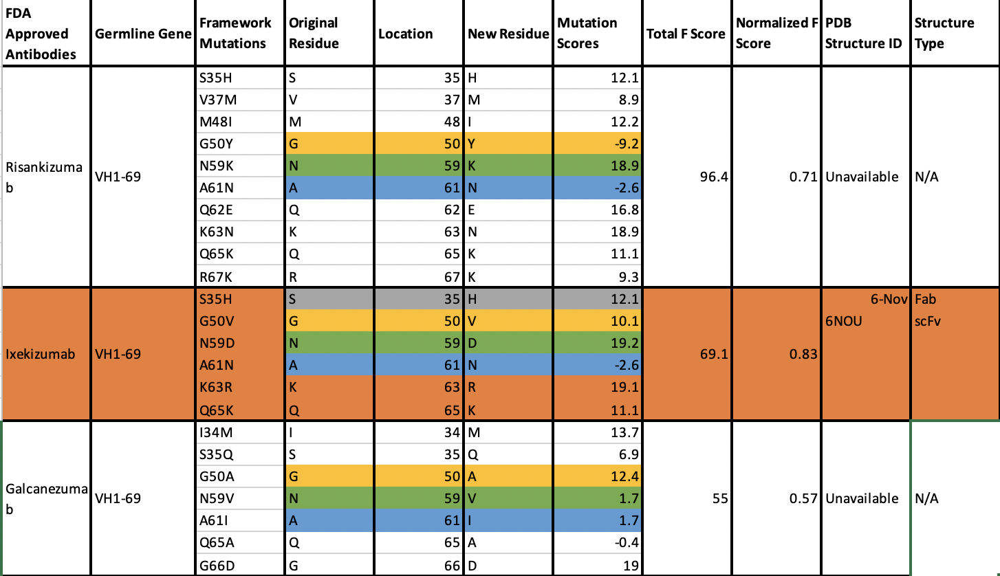 FDA Approved Antibodies | Germline Gene | Framework Mutations | Original Residue | Location | New Residue | Mutation Scores | Total F Score | Normalized F Score | PDB Structure ID | Structure Type
Risankizumab | VH1-69 | S35H | S | 35 | H | 12.1 | 96.4 | 0.71 | Unavailable | N/A
V37M | V | 37 | M | 8.9
M48I | M | 48 | I | 12.2
G50Y | G | 50 | Y | -9.2
N59K | N | 59 | K | 18.9
A61N | A | 61 | N | -2.6
Q62E | Q | 62 | E | 16.8
K63N | K | 63 | N | 18.9
Q65K | Q | 65 | K | 11.1
R67K | R | 67 | K | 9.3
Ixekizumab | VH1-69 | S35H | S | 35 | H | 12.1 | 69.1 | 0.83 | 6-Nov | Fab
G50V | G | 50 | V | 10.1 | 6NOU | scFv
N59D | N | 59 | D | 19.2
A61N | A | 61 | N | -2.6
K63R | K | 63 | R | 19.1
Q65K | Q | 65 | K | 11.1
Galcanezumab | VH1-69 | I34M | I | 34 | M | 13.7 | 55 | 0.57 | Unavailable | N/A
S35Q | S | 35 | Q | 6.9
G50A | G | 50 | A | 12.4
N59V | N | 59 | V | 1.7
A61I | A | 61 | I | 1.7
Q65A | Q | 65 | A | -0.4
G66D | G | 66 | D | 19